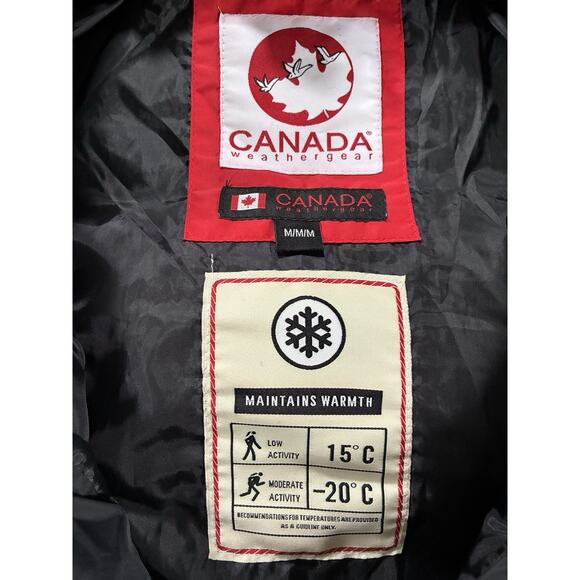 CANADA®
weathergear
CANADA®
weathergear
M/M/M
MAINTAINS WARMTH
LOW
ACTIVITY
15°C
MODERATE
ACTIVITY
-20°C
RECOMMENDATIONS FOR TEMPERATURES ARE PROVIDED
AS A GUIDLINE ONLY.